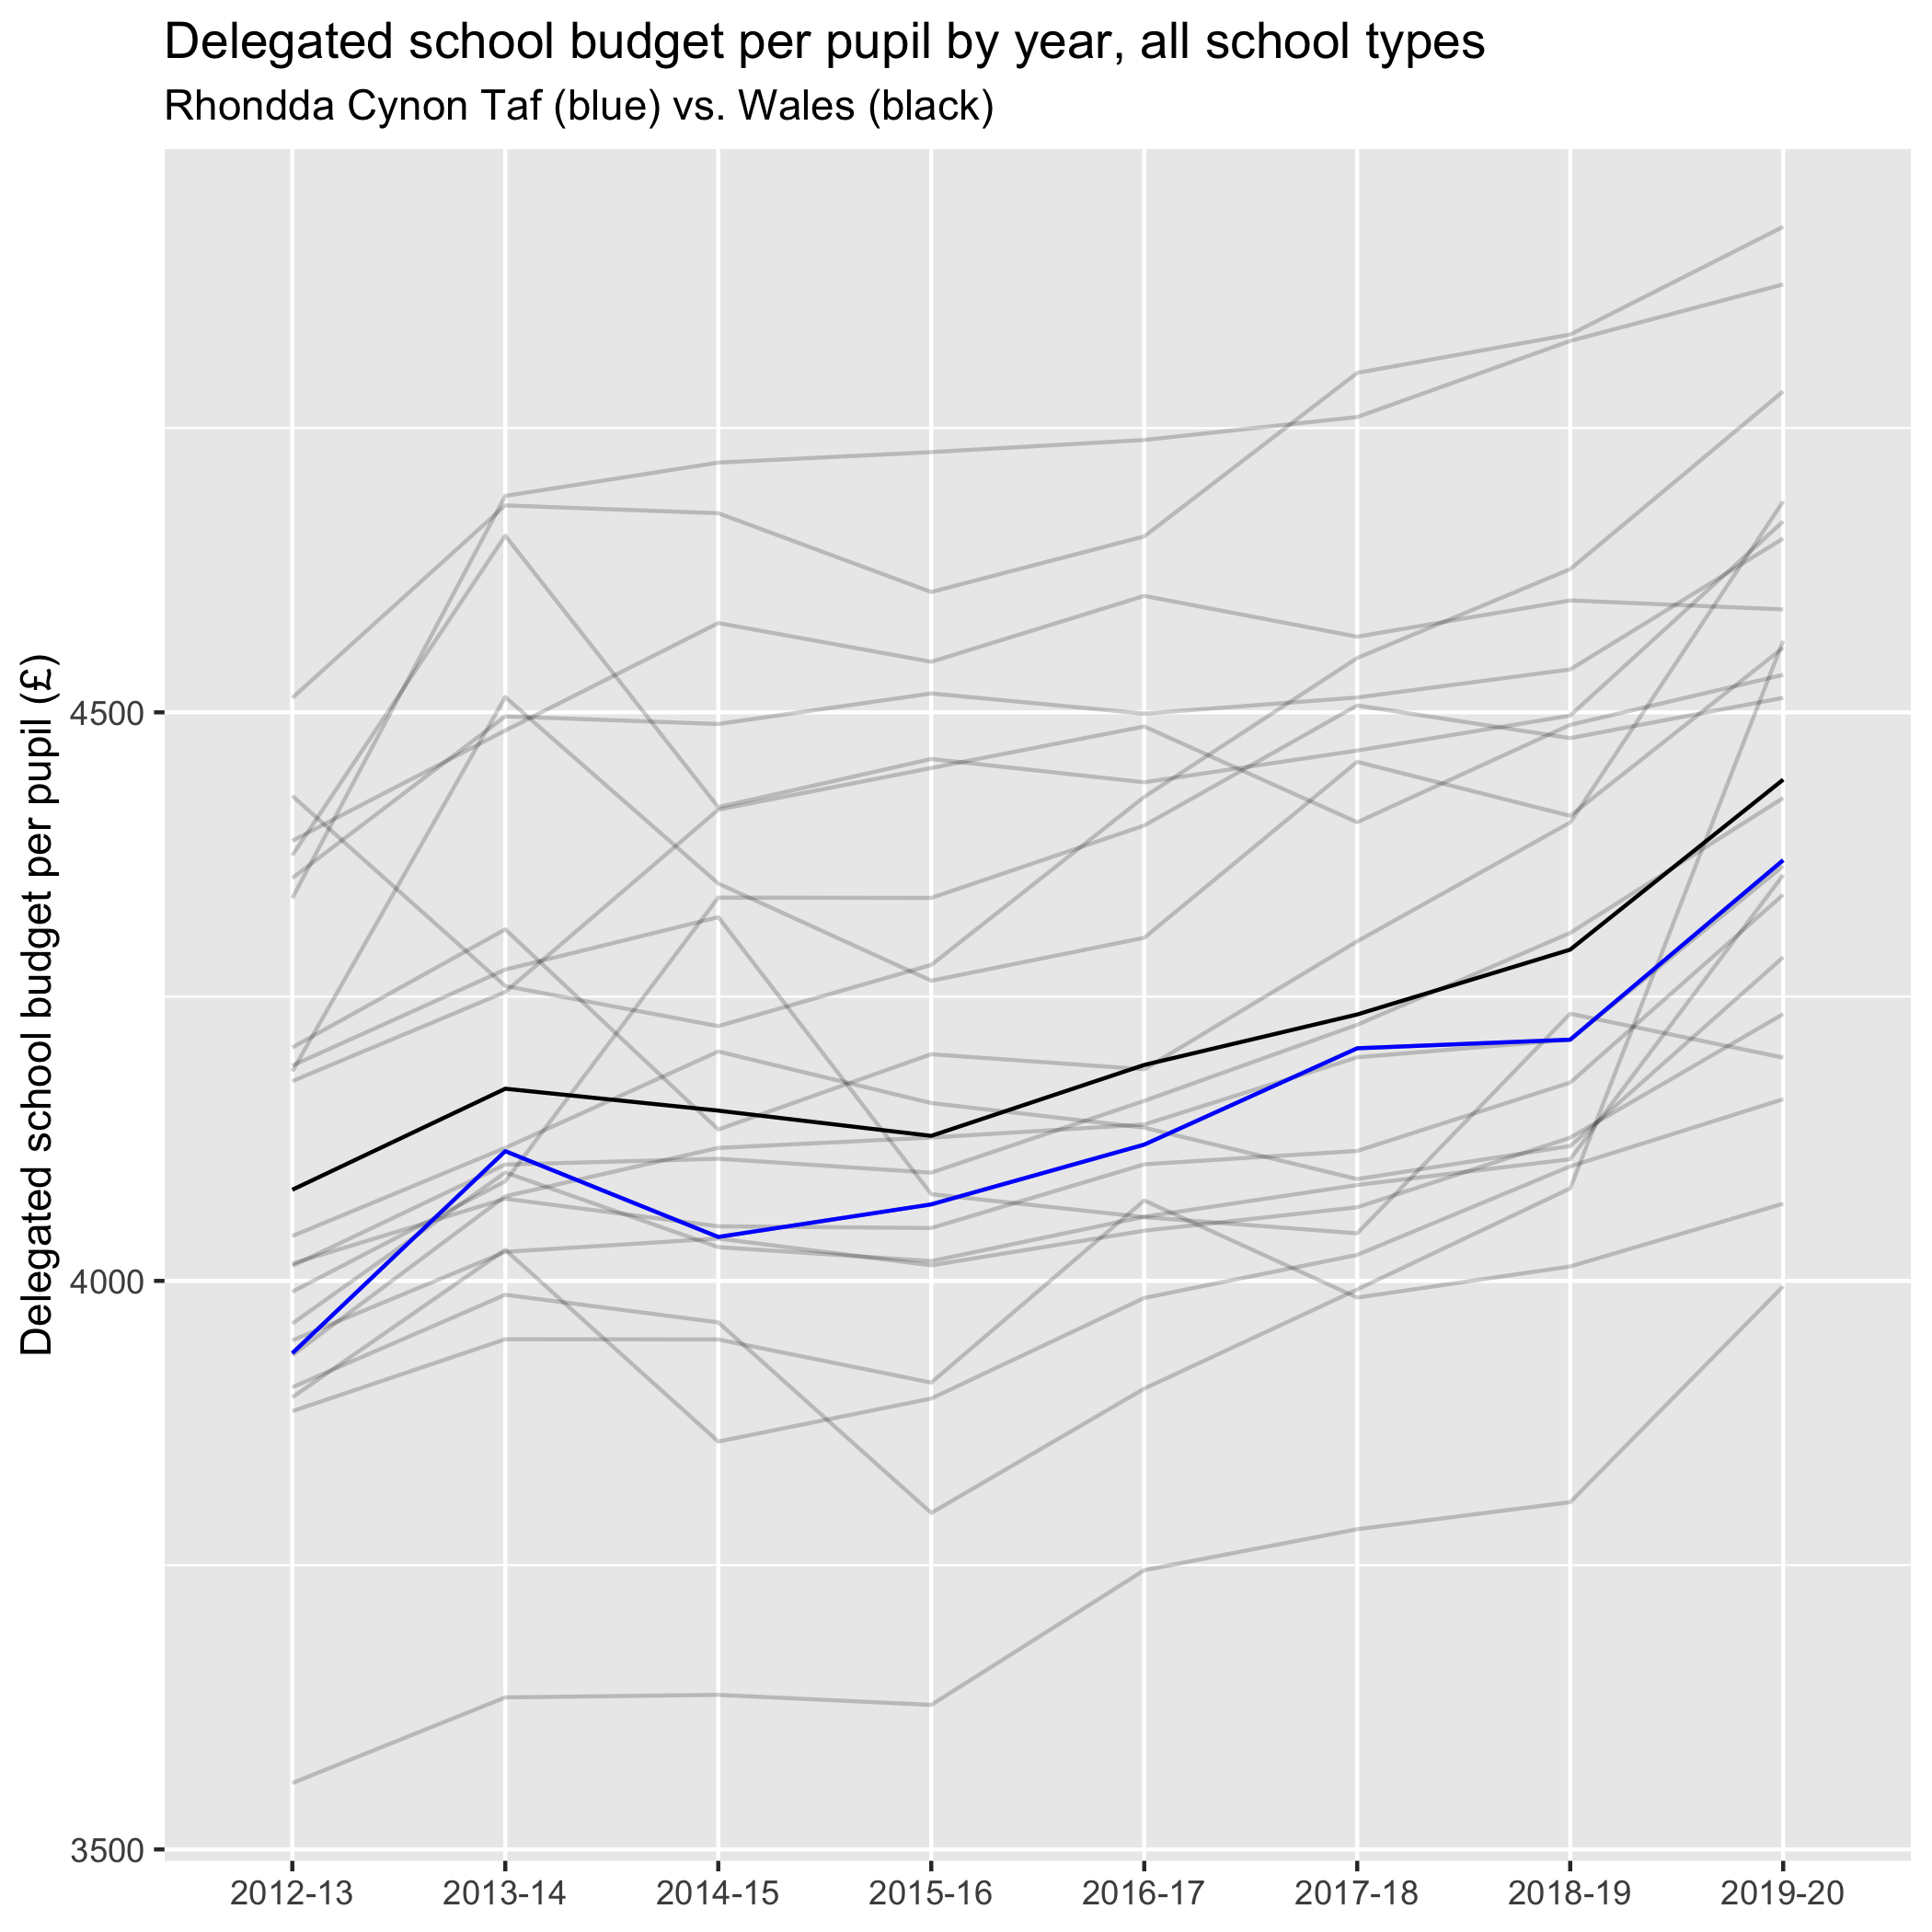 Delegated school budget per pupil by year, all school types
Rhondda Cynon Taf (blue) vs. Wales (black)
Delegated school budget per pupil (£)
4500
4000
3500
2012-13 2013-14 2014-15 2015-16 2016-17 2017-18 2018-19 2019-20